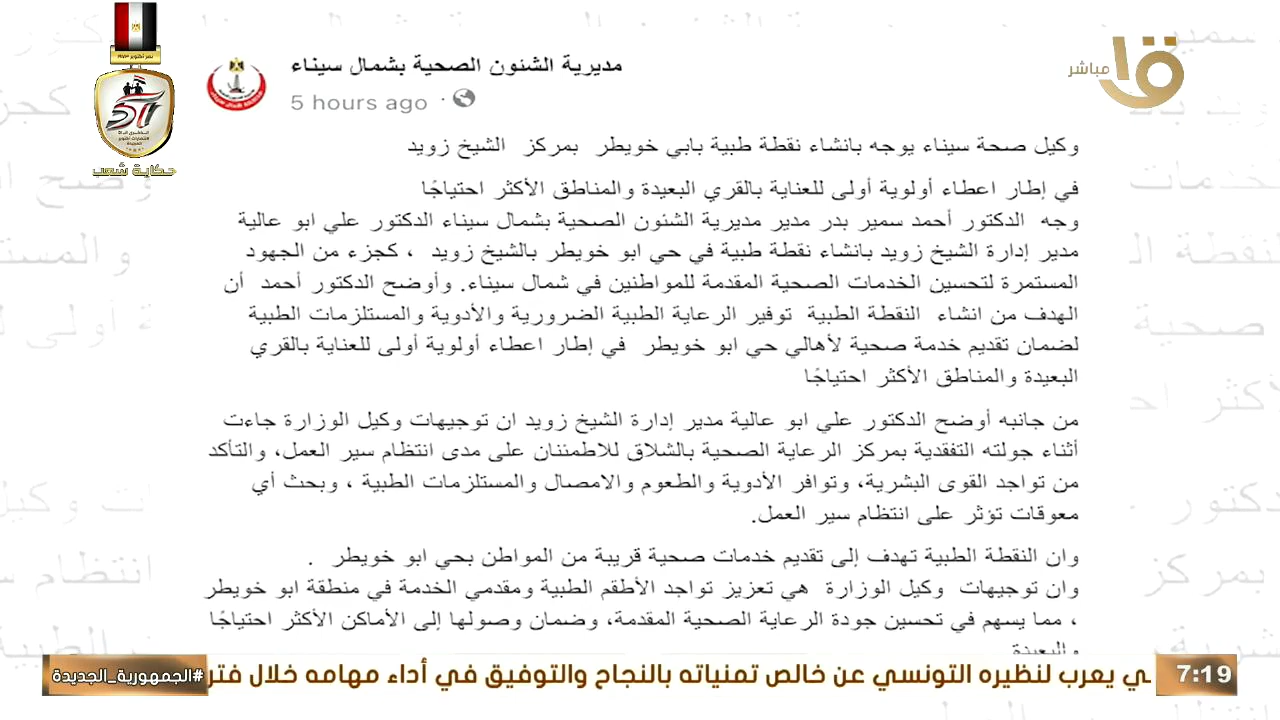 مديرية الشئون الصحية بشمال سيناء
5 hours ago
مباشر
حكاية شعب
وكيل صحة سيناء يوجه بانشاء نقطة طبية بابي خويطر بمركز الشيخ زويد
في إطار اعطاء أولوية أولى للعناية بالقري البعيدة والمناطق الأكثر احتياجًا
وجه الدكتور أحمد سمير بدر مدير مديرية الشئون الصحية بشمال سيناء الدكتور علي ابو عالية
مدير إدارة الشيخ زويد بانشاء نقطة طبية في حي ابو خويطر بالشيخ زويد ، كجزء من الجهود
المستمرة لتحسين الخدمات الصحية المقدمة للمواطنين في شمال سيناء. وأوضح الدكتور أحمد أن
الهدف من انشاء النقطة الطبية توفير الرعاية الطبية الضرورية والأدوية والمستلزمات الطبية
لضمان تقديم خدمة صحية لأهالي حي ابو خويطر في إطار اعطاء أولوية أولى للعناية بالقري
البعيدة والمناطق الأكثر احتياجًا
من جانبه أوضح الدكتور علي ابو عالية مدير إدارة الشيخ زويد ان توجيهات وكيل الوزارة جاءت
أثناء جولته التفقدية بمركز الرعاية الصحية بالشلاق للاطمئنان على مدى انتظام سير العمل، والتأكد
من تواجد القوى البشرية، وتوافر الأدوية والطعوم والامصال والمستلزمات الطبية ، وبحث أي
معوقات تؤثر على انتظام سير العمل.
وان النقطة الطبية تهدف إلى تقديم خدمات صحية قريبة من المواطن بحي ابو خويطر .
وان توجيهات وكيل الوزارة هي تعزيز تواجد الأطقم الطبية ومقدمي الخدمة في منطقة ابو خويطر
، مما يسهم في تحسين جودة الرعاية الصحية المقدمة، وضمان وصولها إلى الأماكن الأكثر احتياجًا
والبعيدة
7:19
ـي يعرب لنظيره التونسي عن خالص تمنياته بالنجاح والتوفيق في أداء مهامه خلال فتر
#الجمهورية_الجديدة